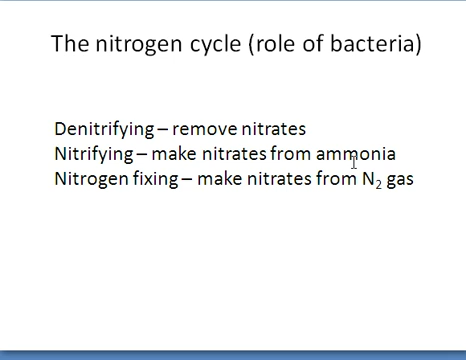 The nitrogen cycle (role of bacteria)
Denitrifying – remove nitrates
Nitrifying – make nitrates from ammonia
Nitrogen fixing – make nitrates from N₂ gas